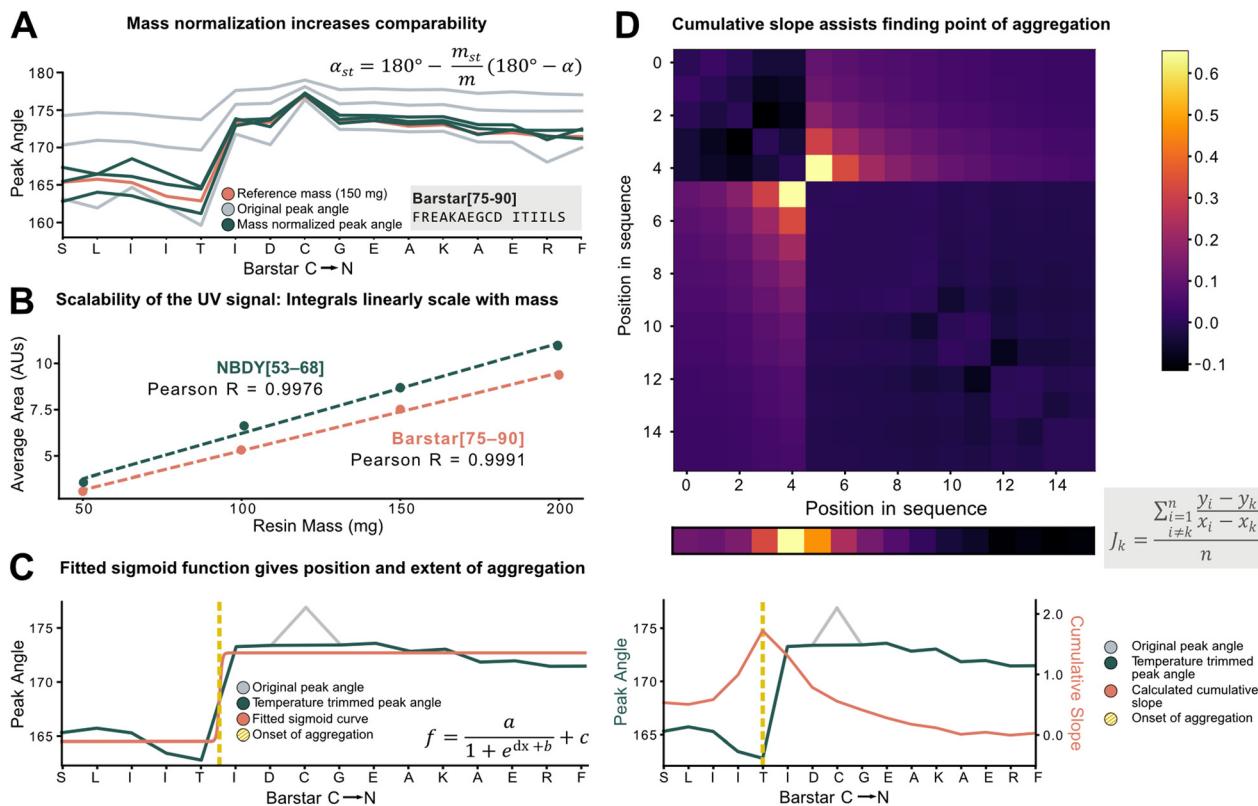 A
Mass normalization increases comparability
α_st = 180° − m_st/m (180° − α)
Peak Angle
180
175
170
165
160
Reference mass (150 mg)
Original peak angle
Mass normalized peak angle
Barstar[75-90]
FREAKAEGCD ITIILS
S L I I T I D C G E A K A E R F
Barstar C→N
B
Scalability of the UV signal: Integrals linearly scale with mass
Average Area (AUs)
10
7.5
5
NBDY[53–68]
Pearson R = 0.9976
Barstar[75–90]
Pearson R = 0.9991
50 100 150 200
Resin Mass (mg)
C
Fitted sigmoid function gives position and extent of aggregation
Peak Angle
175
170
165
Original peak angle
Temperature trimmed peak angle
Fitted sigmoid curve
Onset of aggregation
f = a/(1 + e^(dx+b)) + c
S L I I T I D C G E A K A E R F
Barstar C→N
D
Cumulative slope assists finding point of aggregation
Position in sequence
0
2
4
6
8
10
12
14
0 2 4 6 8 10 12 14
Position in sequence
0.6
0.5
0.4
0.3
0.2
0.1
0.0
−0.1
J_k = (∑_{i=1, i≠k}^n (y_i − y_k)/(x_i − x_k))/n
Peak Angle
175
170
165
2.0
1.0
0.0
Cumulative Slope
S L I I T I D C G E A K A E R F
Barstar C→N
Original peak angle
Temperature trimmed
peak angle
Calculated cumulative
slope
Onset of aggregation